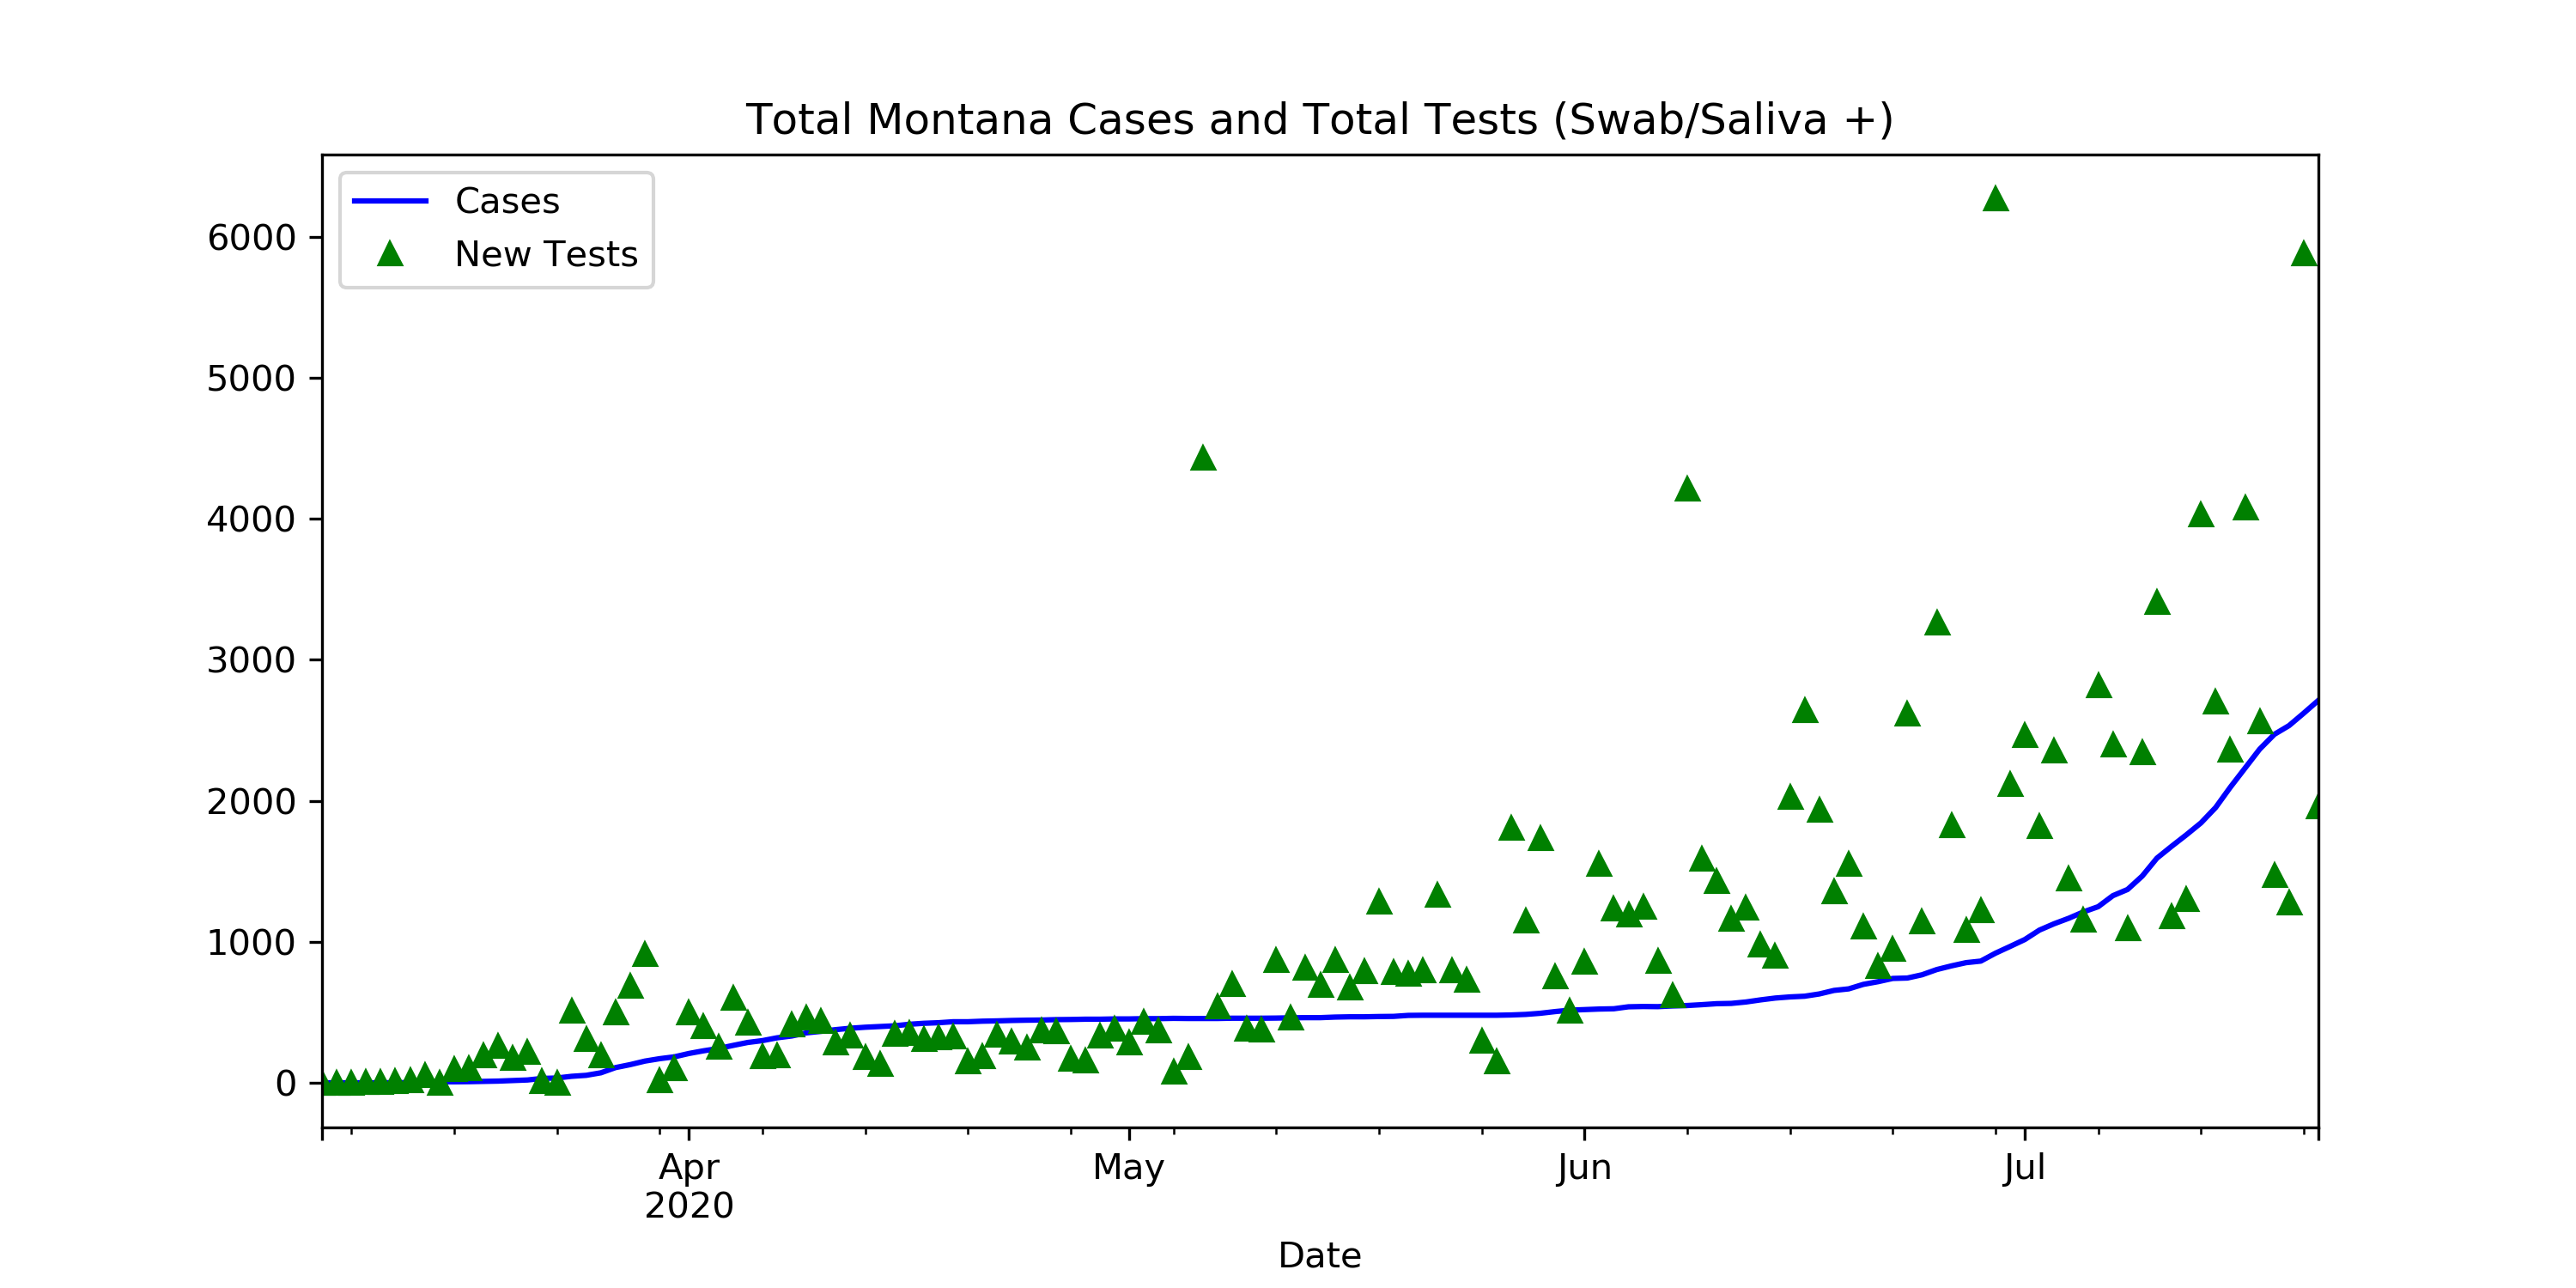 Total Montana Cases and Total Tests (Swab/Saliva +)
Cases
New Tests
6000
5000
4000
3000
2000
1000
0
Apr
2020
May
Jun
Jul
Date